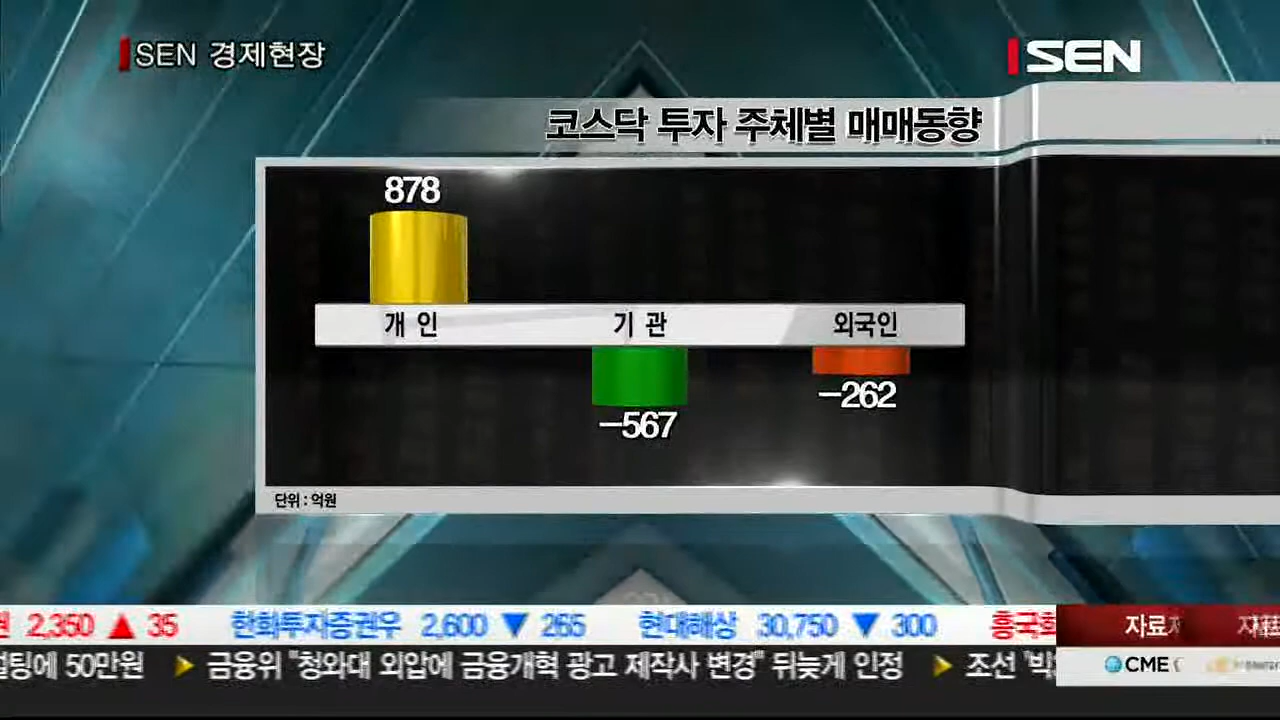 SEN 경제현장
SEN
코스닥 투자 주체별 매매동향
878
개 인
기 관
외국인
-567
-262
단위 : 억원
2,350 ▲ 35 한화투자증권우 2,600 ▼ 265 현대해상 30,750 ▼ 300 흥국화
50만원 ▶ 금융위 "청와대 외압에 금융개혁 광고 제작사 변경" 뒤늦게 인정 ▶ 조선 "빅
자료
CME